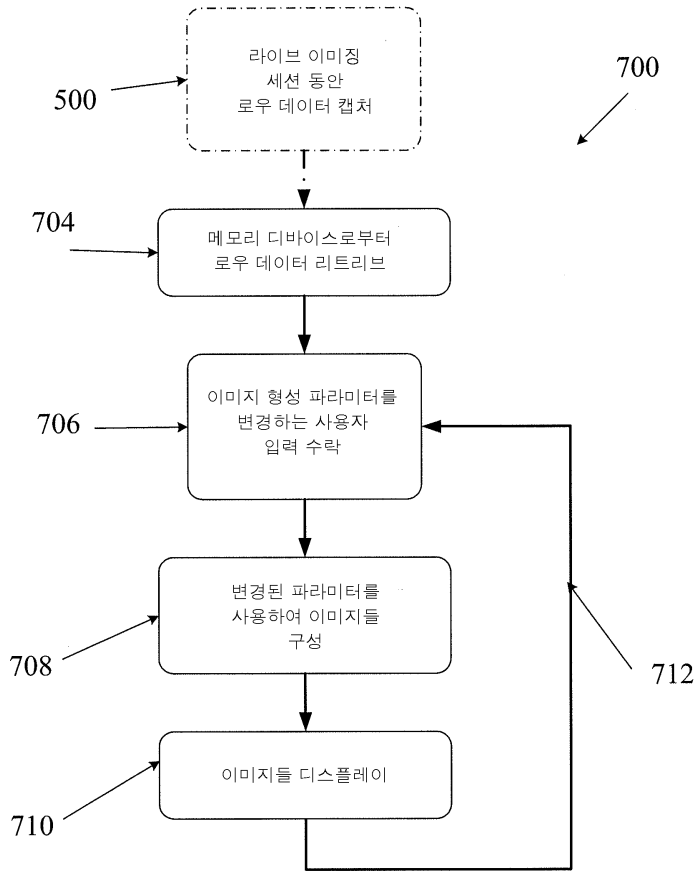 라이브 이미징
세션 동안
로우 데이터 캡처
500
700
704
메모리 디바이스로부터
로우 데이터 리트리브
706
이미지 형성 파라미터를
변경하는 사용자
입력 수락
708
변경된 파라미터를
사용하여 이미지들
구성
712
710
이미지들 디스플레이